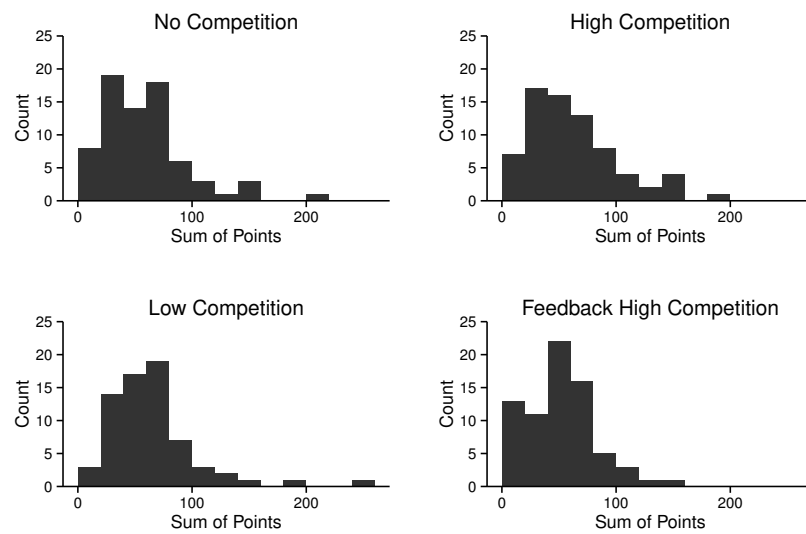 No Competition
25
20
15
10
5
0
Count
0 100 200
Sum of Points
High Competition
25
20
15
10
5
0
Count
0 100 200
Sum of Points
Low Competition
25
20
15
10
5
0
Count
0 100 200
Sum of Points
Feedback High Competition
25
20
15
10
5
0
Count
0 100 200
Sum of Points